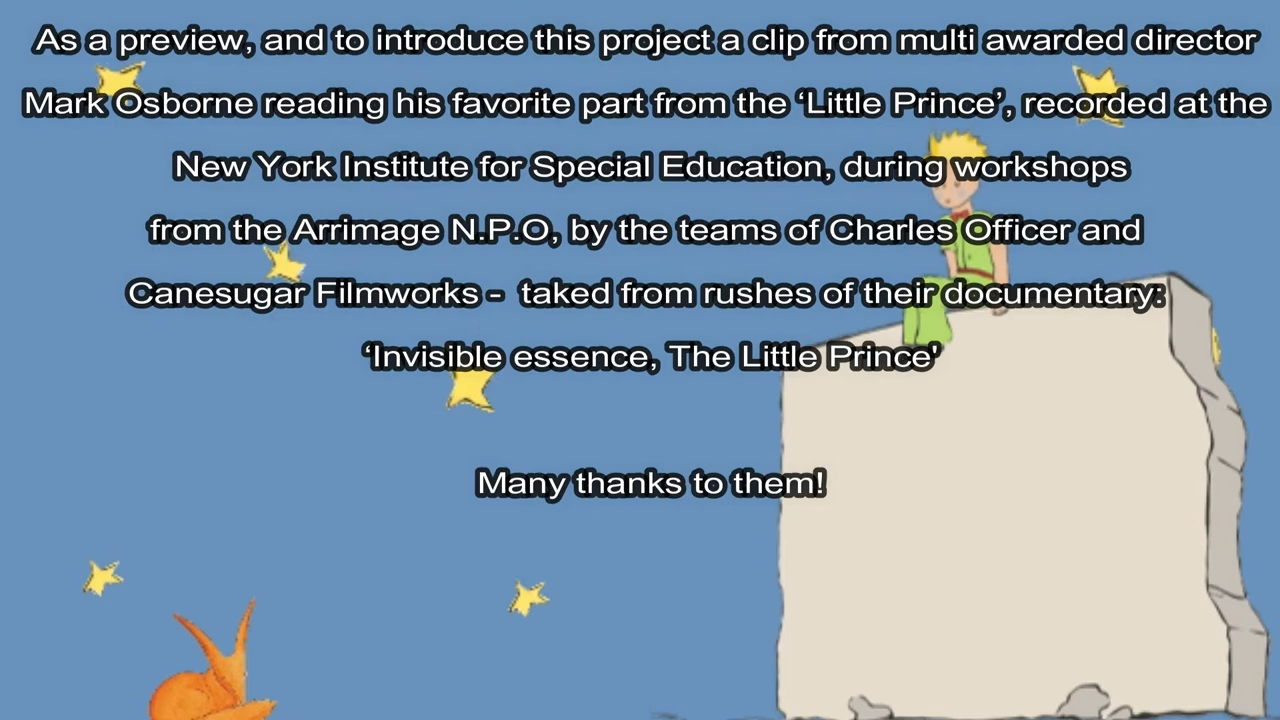 As a preview, and to introduce this project a clip from multi awarded director
Mark Osborne reading his favorite part from the ‘Little Prince’, recorded at the
New York Institute for Special Education, during workshops
from the Arrimage N.P.O, by the teams of Charles Officer and
Canesugar Filmworks -  taked from rushes of their documentary:
‘Invisible essence, The Little Prince'
Many thanks to them!